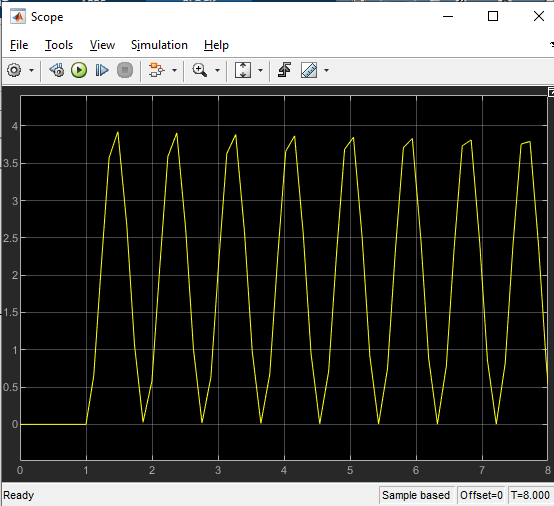 Scope
File Tools View Simulation Help
4
3.5
3
2.5
2
1.5
1
0.5
0
0 1 2 3 4 5 6 7 8
Ready Sample based Offset=0 T=8.000